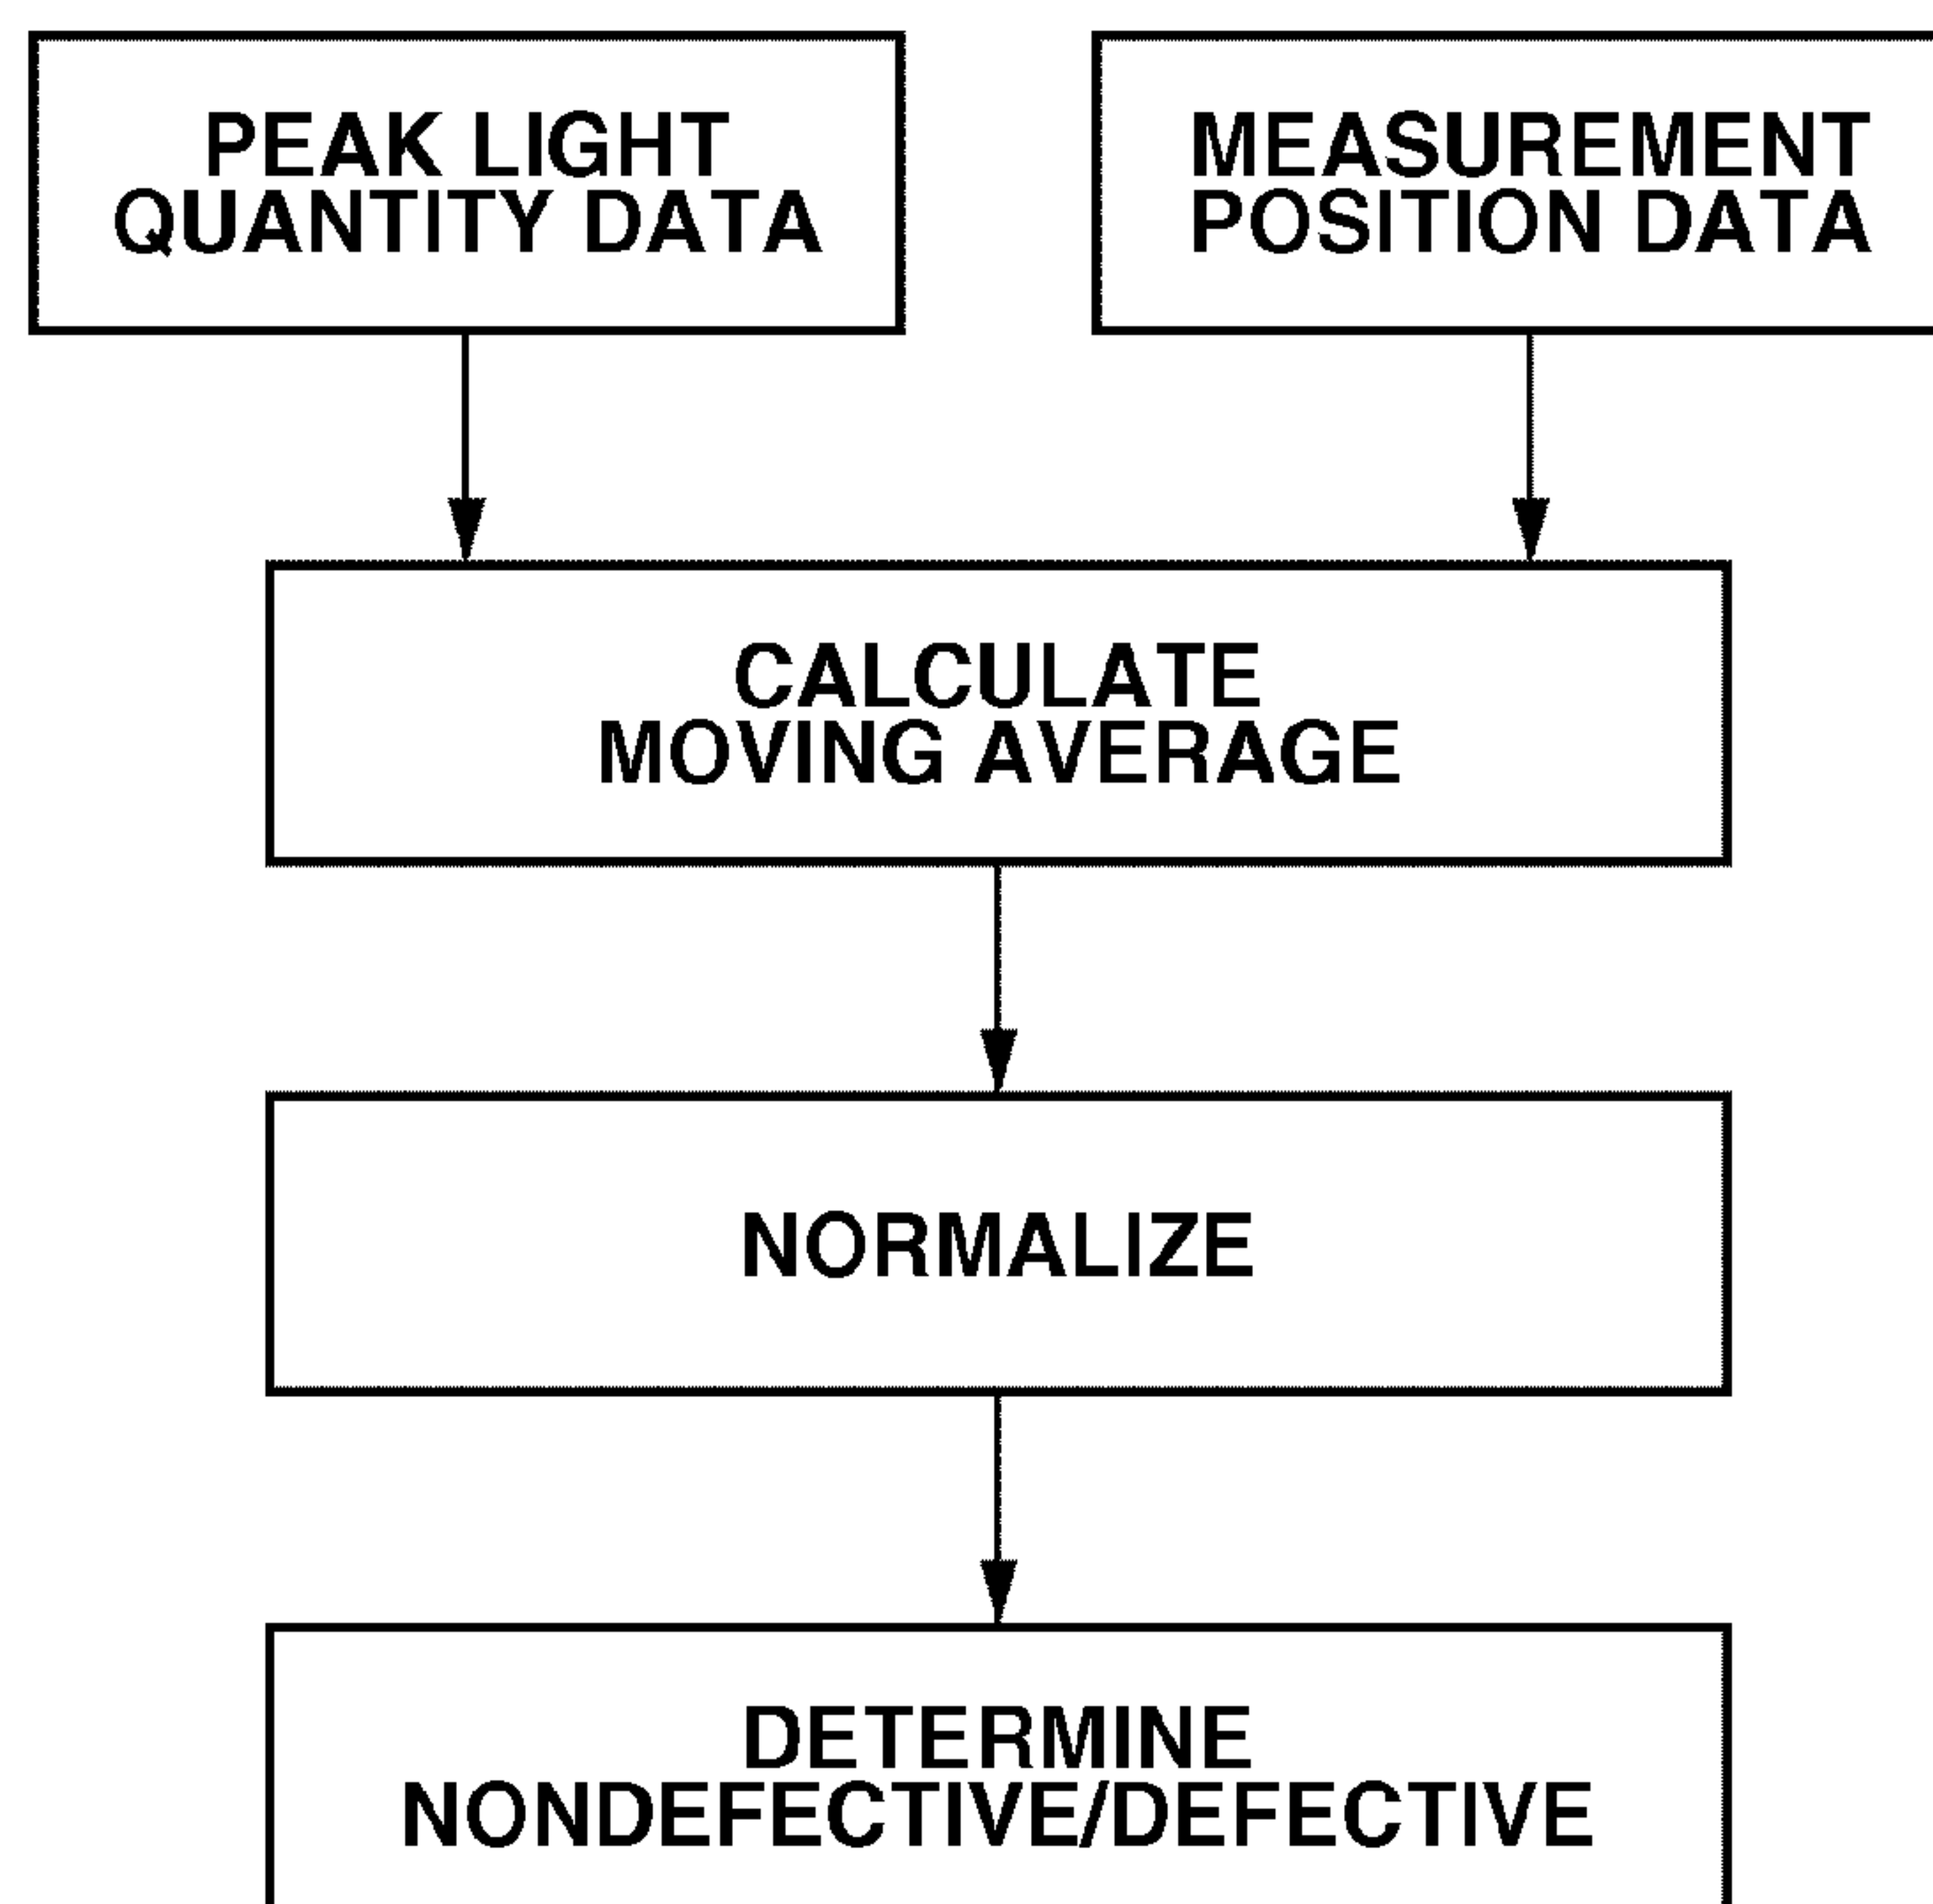 PEAK LIGHT
QUANTITY DATA
MEASUREMENT
POSITION DATA
CALCULATE
MOVING AVERAGE
NORMALIZE
DETERMINE
NONDEFECTIVE/DEFECTIVE